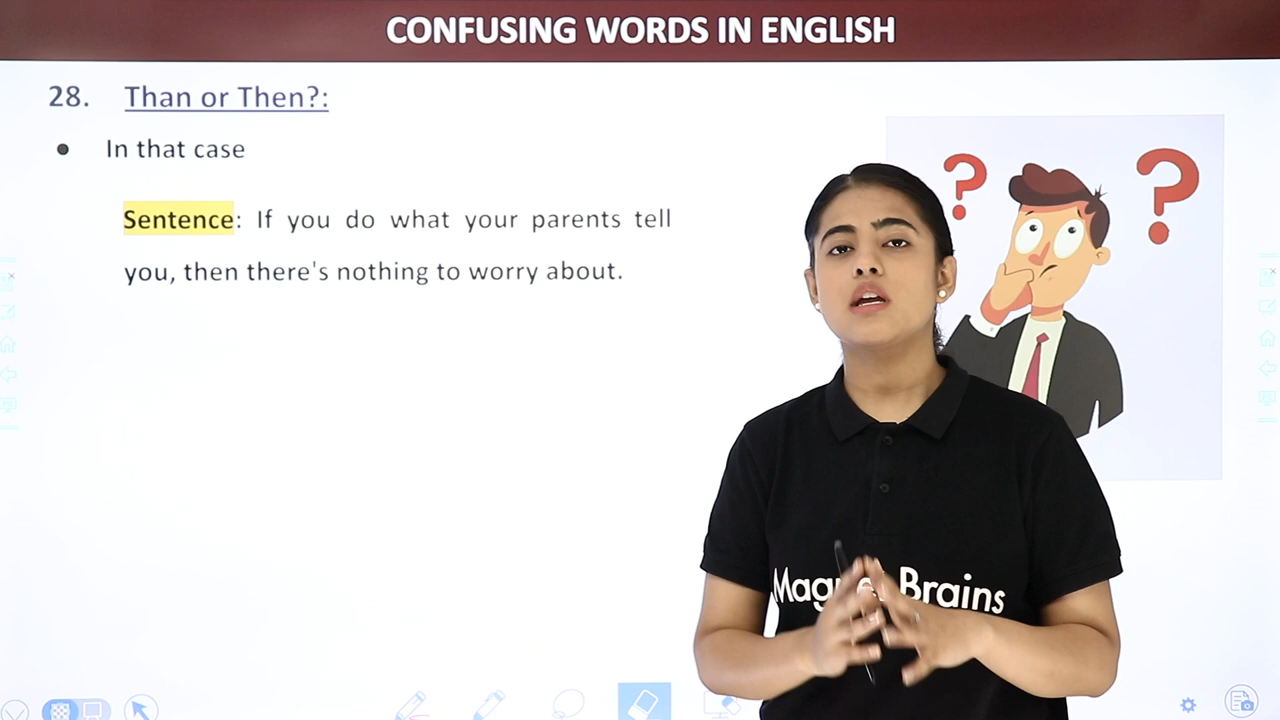 CONFUSING WORDS IN ENGLISH
28. Than or Then?:
● In that case
Sentence: If you do what your parents tell
you, then there's nothing to worry about.
? ?
Brains